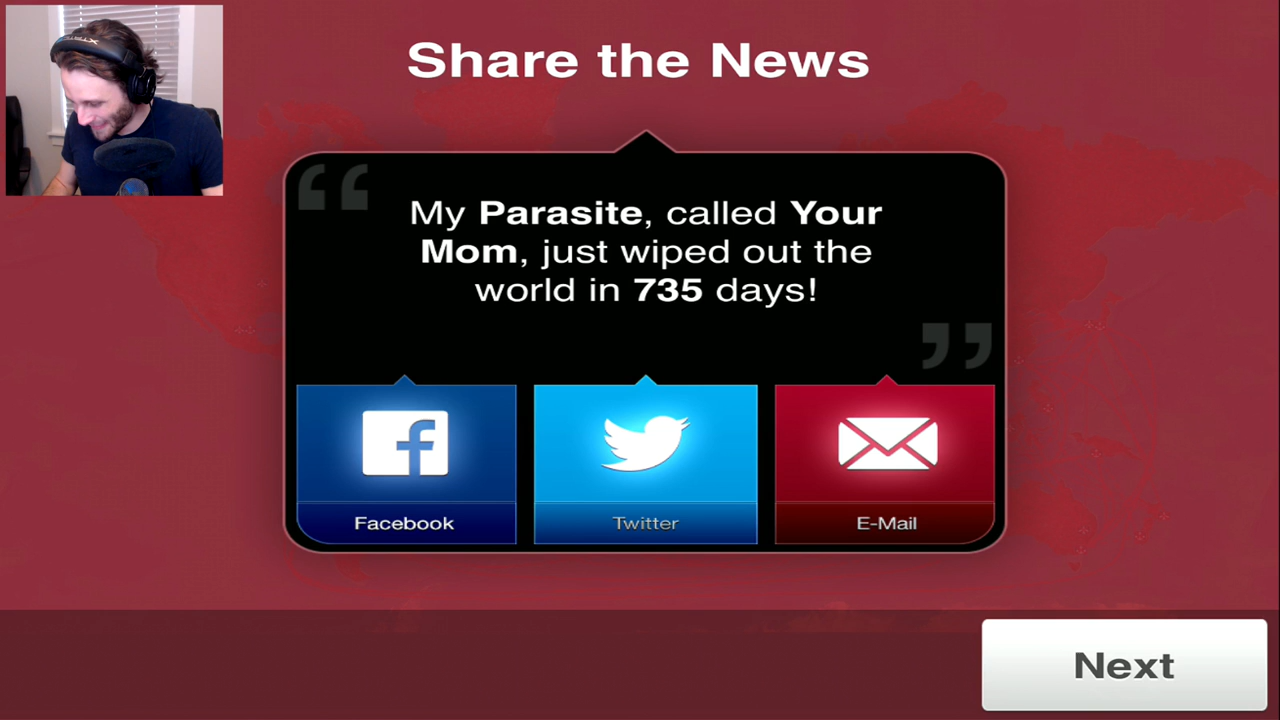 Share the News
My Parasite, called Your
Mom, just wiped out the
world in 735 days!
Facebook
Twitter
E-Mail
Next